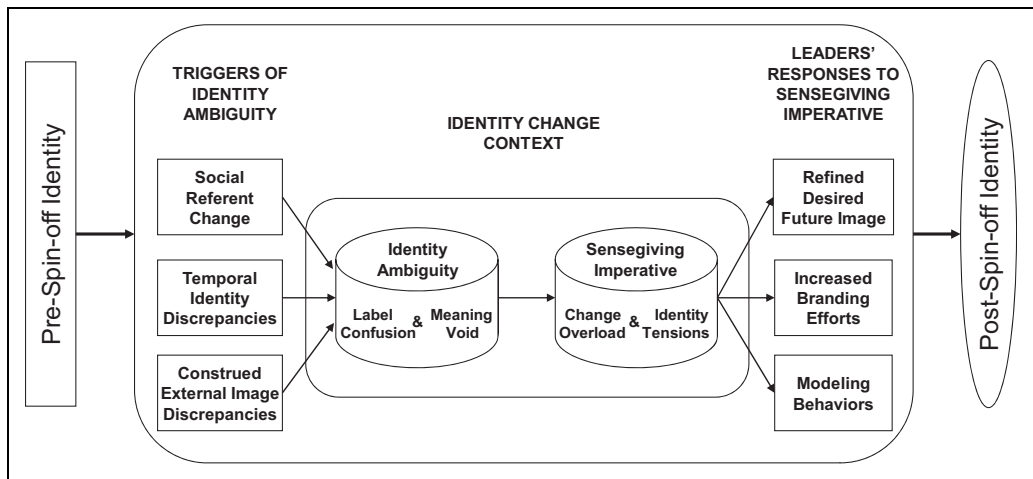 Pre-Spin-off Identity
TRIGGERS OF
IDENTITY
AMBIGUITY
Social
Referent
Change
Temporal
Identity
Discrepancies
Construed
External Image
Discrepancies
IDENTITY CHANGE
CONTEXT
Identity
Ambiguity
Label
Confusion
&
Meaning
Void
Sensegiving
Imperative
Change
Overload
&
Identity
Tensions
LEADERS'
RESPONSES TO
SENSEGIVING
IMPERATIVE
Refined
Desired
Future Image
Increased
Branding
Efforts
Modeling
Behaviors
Post-Spin-off Identity